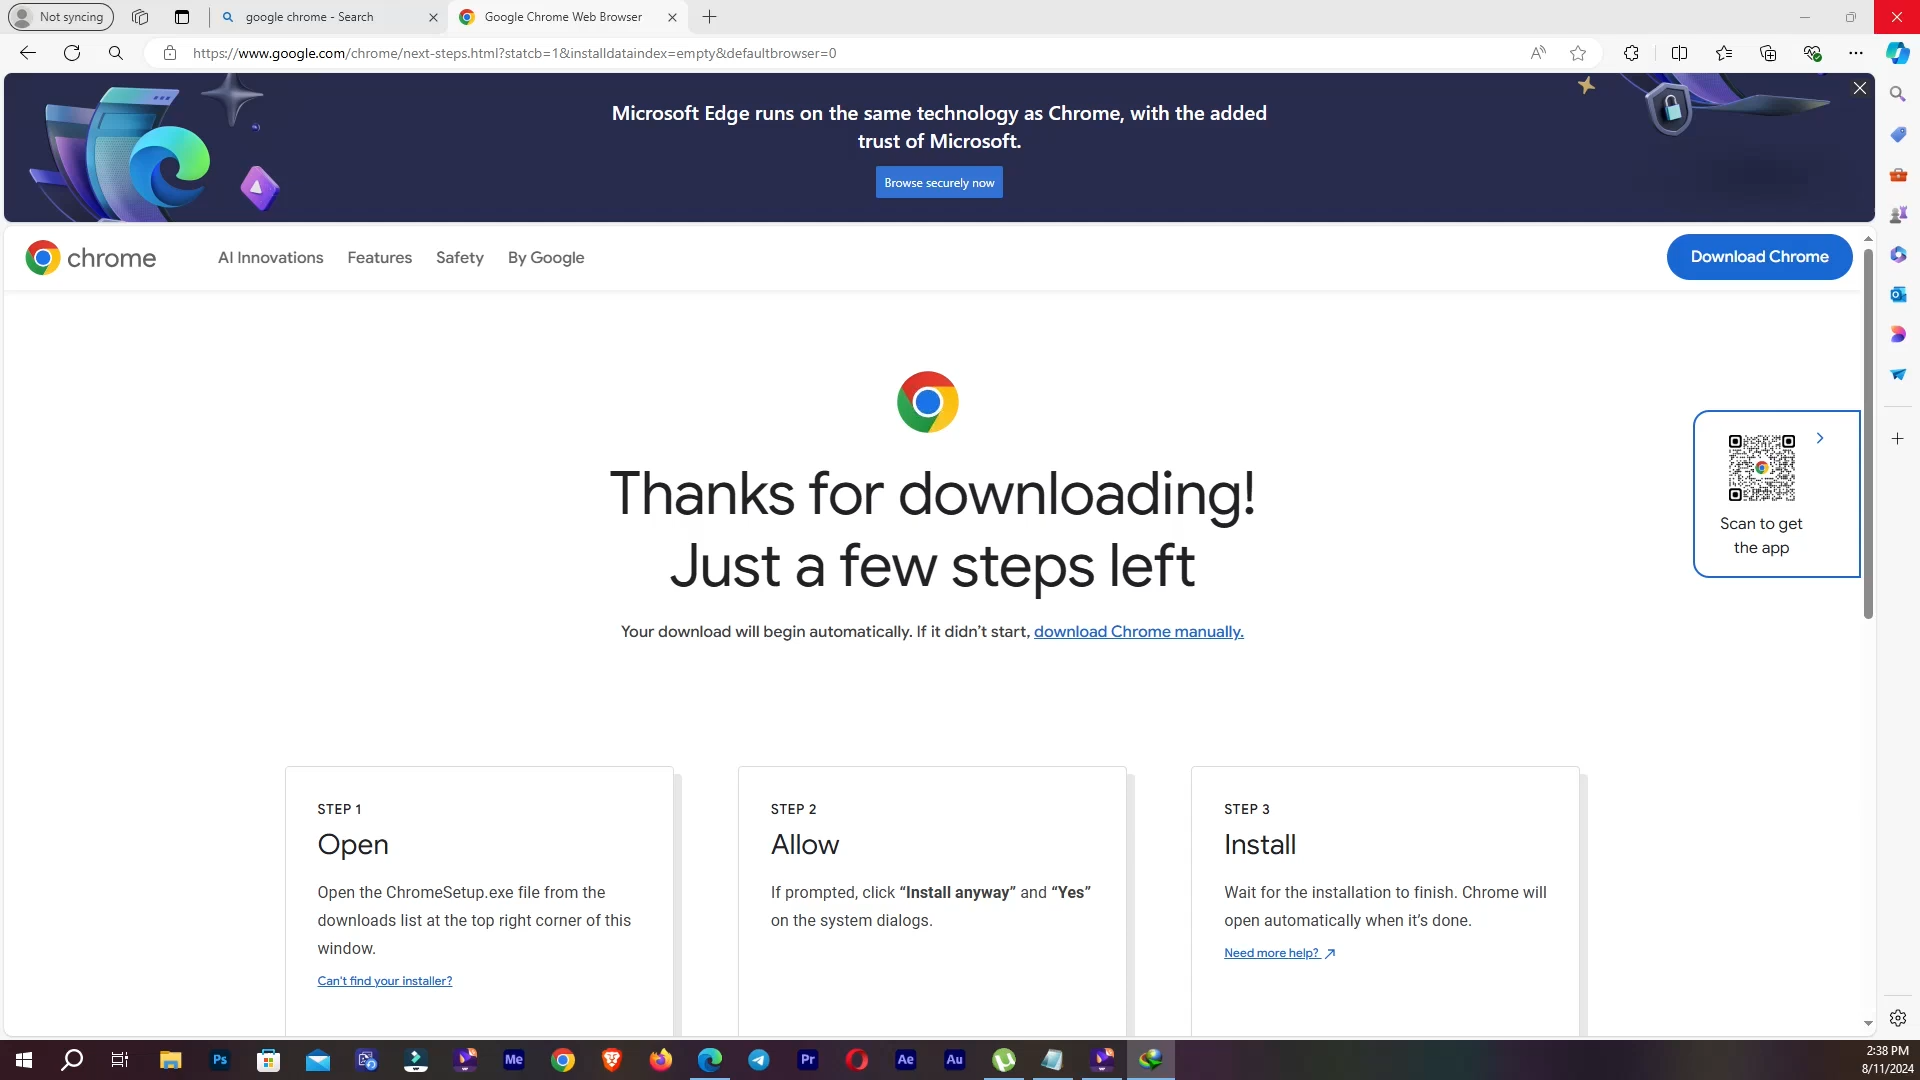 Not syncing
google chrome - Search
Google Chrome Web Browser
https://www.google.com/chrome/next-steps.html?statcb=1&installdataindex=empty&defaultbrowser=0
Microsoft Edge runs on the same technology as Chrome, with the added
trust of Microsoft.
Browse securely now
chrome
AI Innovations
Features
Safety
By Google
Download Chrome
Thanks for downloading!
Just a few steps left
Your download will begin automatically. If it didn’t start, download Chrome manually.
Scan to get
the app
STEP 1
Open
Open the ChromeSetup.exe file from the
downloads list at the top right corner of this
window.
Can't find your installer?
STEP 2
Allow
If prompted, click “Install anyway” and “Yes”
on the system dialogs.
STEP 3
Install
Wait for the installation to finish. Chrome will
open automatically when it’s done.
Need more help?
Ps
Me
Pr
Ae
Au
2:38 PM
8/11/2024